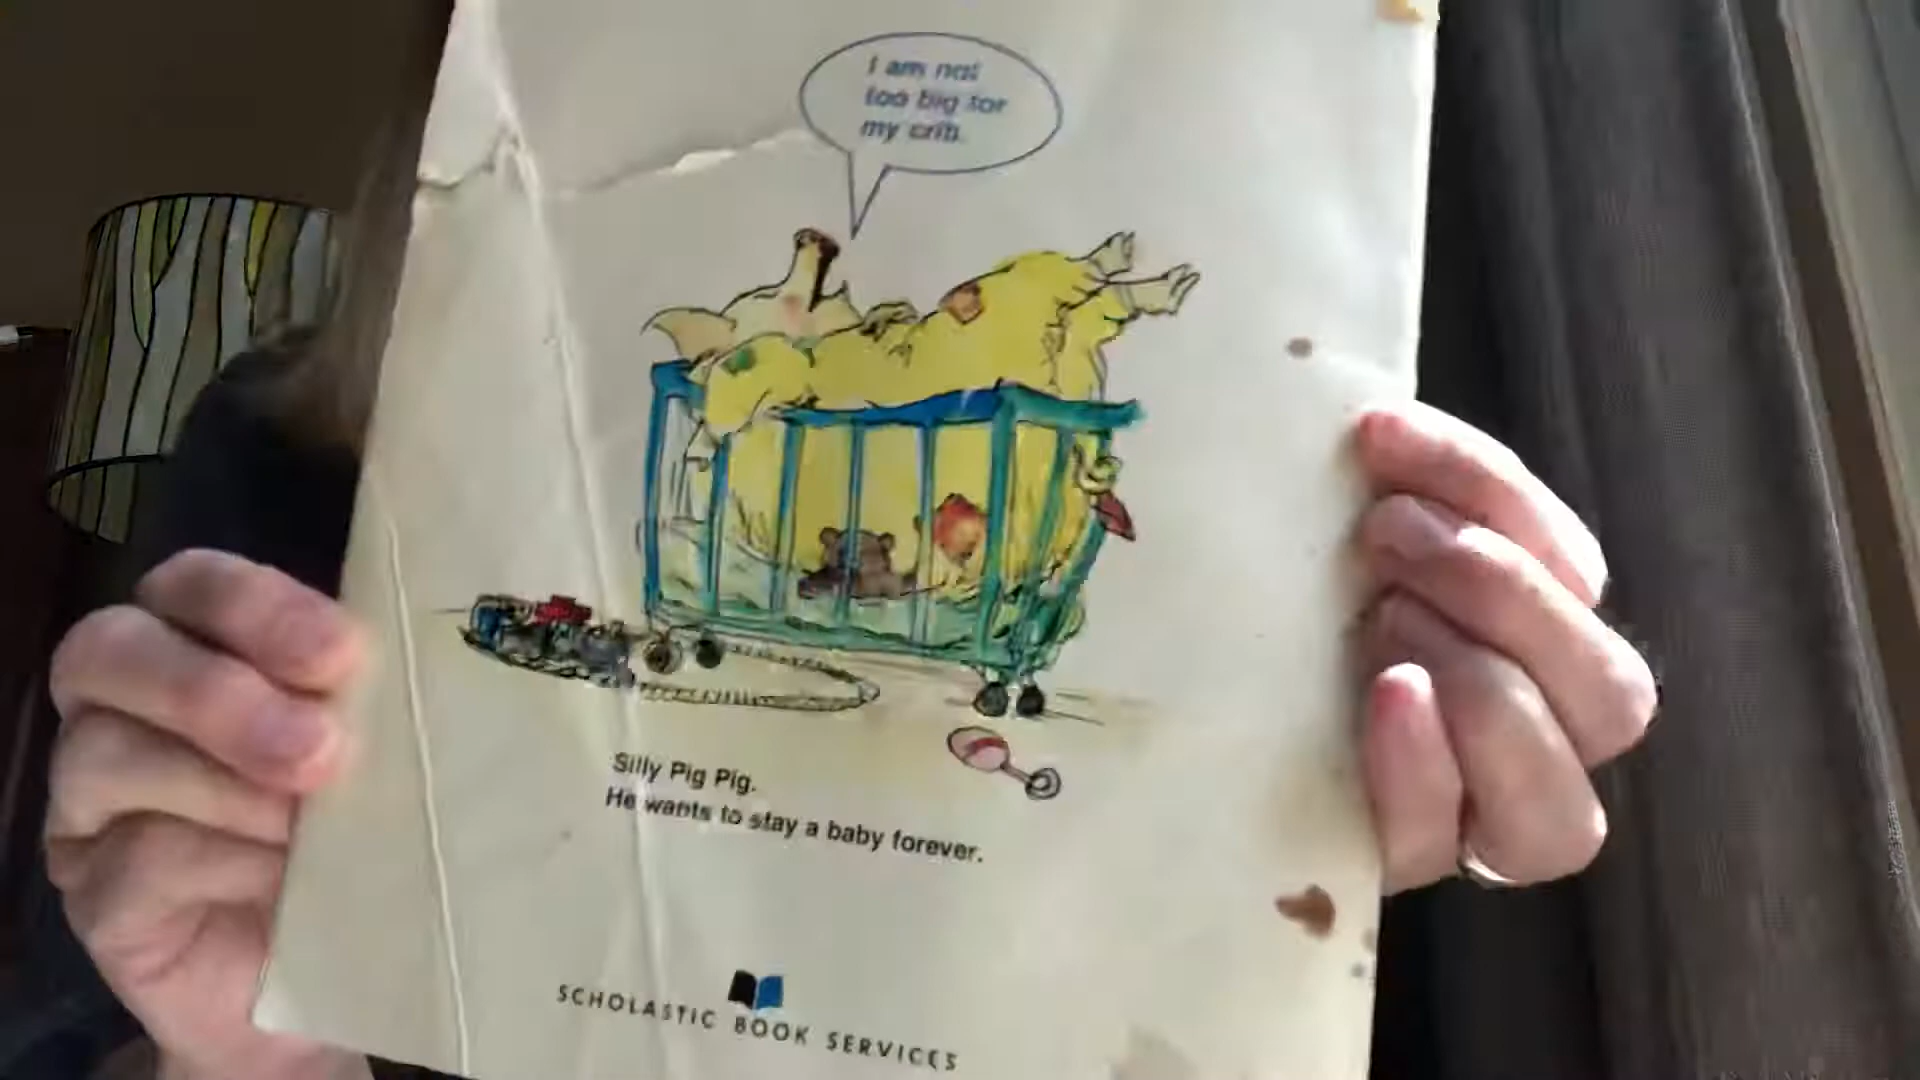 I am not
too big for
my crib.
Silly Pig Pig.
He wants to stay a baby forever.
SCHOLASTIC BOOK SERVICES